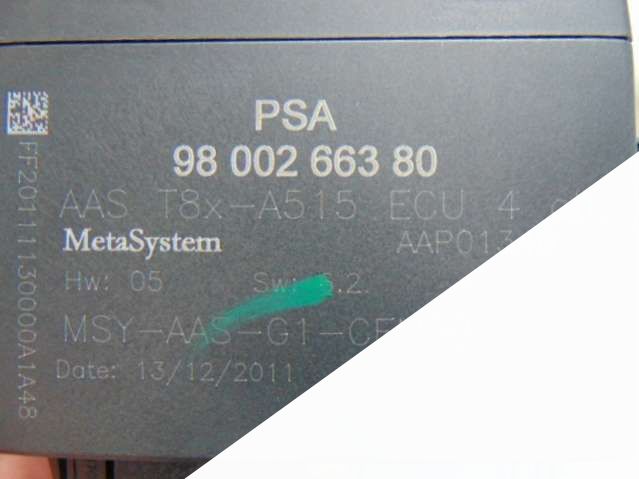 PSA
98 002 663 80
AAS T8x-A515 ECU 4
MetaSystem
Hw: 05 Sw:
MSY-AAS-G1-
Date: 13/12/2011
FF20111130000A1A48